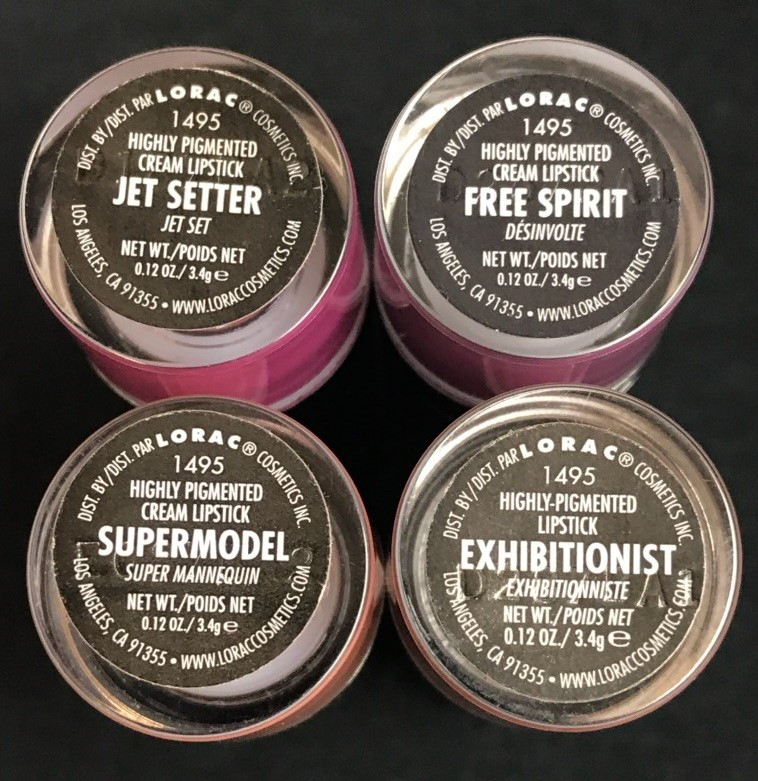 DIST. BY/DIST. PAR LORAC® COSMETICS INC.
1495
HIGHLY PIGMENTED
CREAM LIPSTICK
JET SETTER
JET SET
NET WT./POIDS NET
0.12 OZ./3.4g e
LOS ANGELES, CA 91355 • WWW.LORACCOSMETICS.COM
DIST. BY/DIST. PAR LORAC® COSMETICS INC.
1495
HIGHLY PIGMENTED
CREAM LIPSTICK
FREE SPIRIT
DÉSINVOLTE
NET WT./POIDS NET
0.12 OZ./3.4g e
LOS ANGELES, CA 91355 • WWW.LORACCOSMETICS.COM
DIST. BY/DIST. PAR LORAC® COSMETICS INC.
1495
HIGHLY PIGMENTED
CREAM LIPSTICK
SUPERMODEL
SUPER MANNEQUIN
NET WT./POIDS NET
0.12 OZ./3.4g e
LOS ANGELES, CA 91355 • WWW.LORACCOSMETICS.COM
DIST. BY/DIST. PAR LORAC® COSMETICS INC.
1495
HIGHLY-PIGMENTED
LIPSTICK
EXHIBITIONIST
EXHIBITIONNISTE
NET WT./POIDS NET
0.12 OZ./3.4g e
LOS ANGELES, CA 91355 • WWW.LORACCOSMETICS.COM